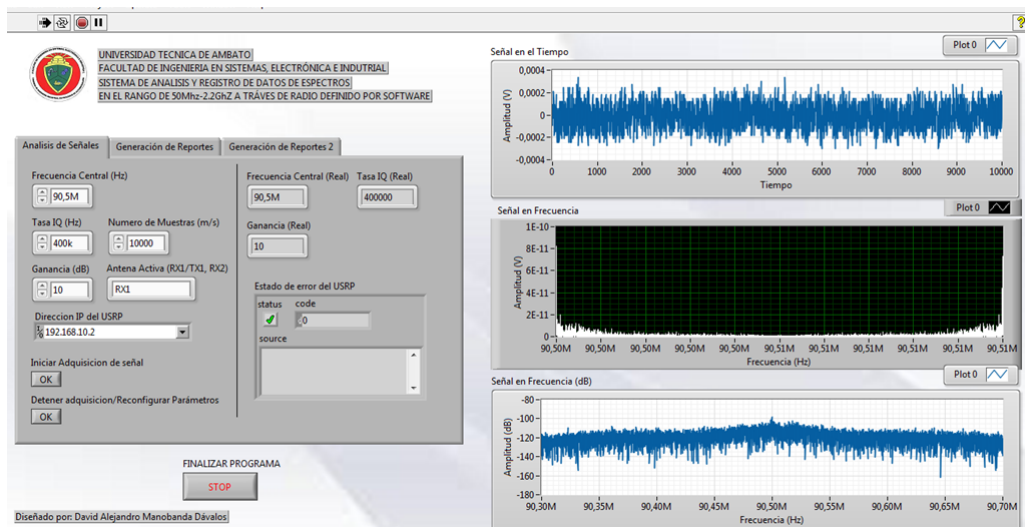 UNIVERSIDAD TECNICA DE AMBATO
FACULTAD DE INGENIERIA EN SISTEMAS, ELECTRÓNICA E INDUTRIAL
SISTEMA DE ANALISIS Y REGISTRO DE DATOS DE ESPECTROS
EN EL RANGO DE 50Mhz-2.2GhZ A TRÁVES DE RADIO DEFINIDO POR SOFTWARE
Analisis de Señales
Generación de Reportes
Generación de Reportes 2
Frecuencia Central (Hz)
90,5M
Tasa IQ (Hz)
Numero de Muestras (m/s)
400k
10000
Ganancia (dB)
Antena Activa (RX1/TX1, RX2)
10
RX1
Direccion IP del USRP
192.168.10.2
Iniciar Adquisicion de señal
OK
Detener adquisicion/Reconfigurar Parámetros
OK
Frecuencia Central (Real)
Tasa IQ (Real)
90,5M
400000
Ganancia (Real)
10
Estado de error del USRP
status
code
0
source
FINALIZAR PROGRAMA
STOP
Diseñado por: David Alejandro Manobanda Dávalos
Señal en el Tiempo
Plot 0
Amplitud (V)
0,0004
0,0002
0
-0,0002
-0,0004
0 1000 2000 3000 4000 5000 6000 7000 8000 9000 10000
Tiempo
Señal en Frecuencia
Plot 0
Amplitud (V)
1E-10
8E-11
6E-11
4E-11
2E-11
0
90,50M 90,50M 90,50M 90,50M 90,50M 90,51M 90,51M 90,51M 90,51M 90,51M 90,51M
Frecuencia (Hz)
Señal en Frecuencia (dB)
Plot 0
Amplitud (dB)
-80
-100
-120
-140
-160
-180
90,30M 90,35M 90,40M 90,45M 90,50M 90,55M 90,60M 90,65M 90,70M
Frecuencia (Hz)